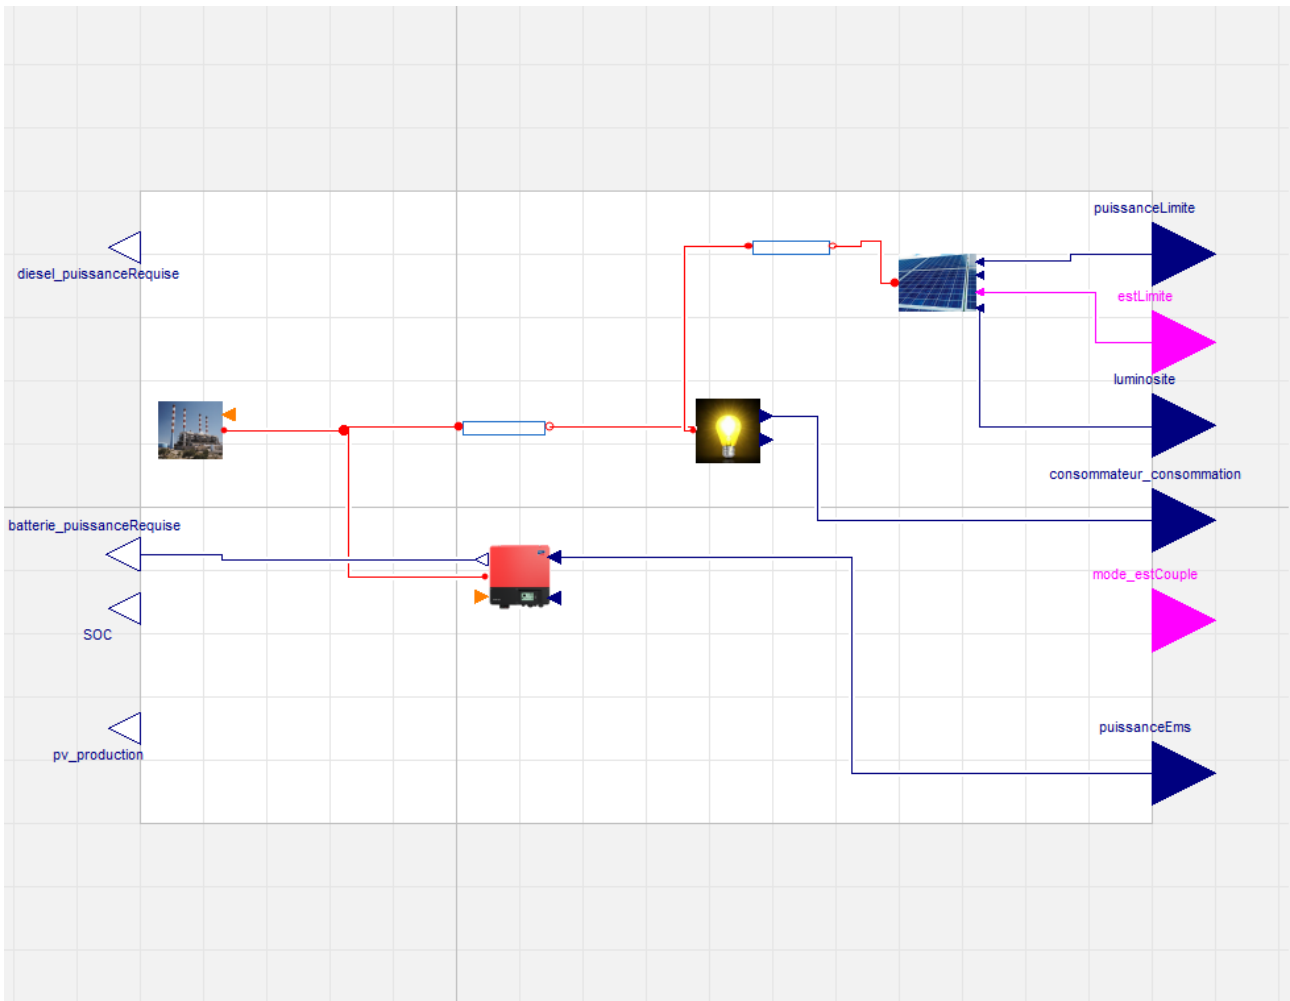 puissanceLimite
diesel_puissanceRequise
estLimite
luminosite
consommateur_consommation
batterie_puissanceRequise
mode_estCouple
SOC
puissanceEms
pv_production